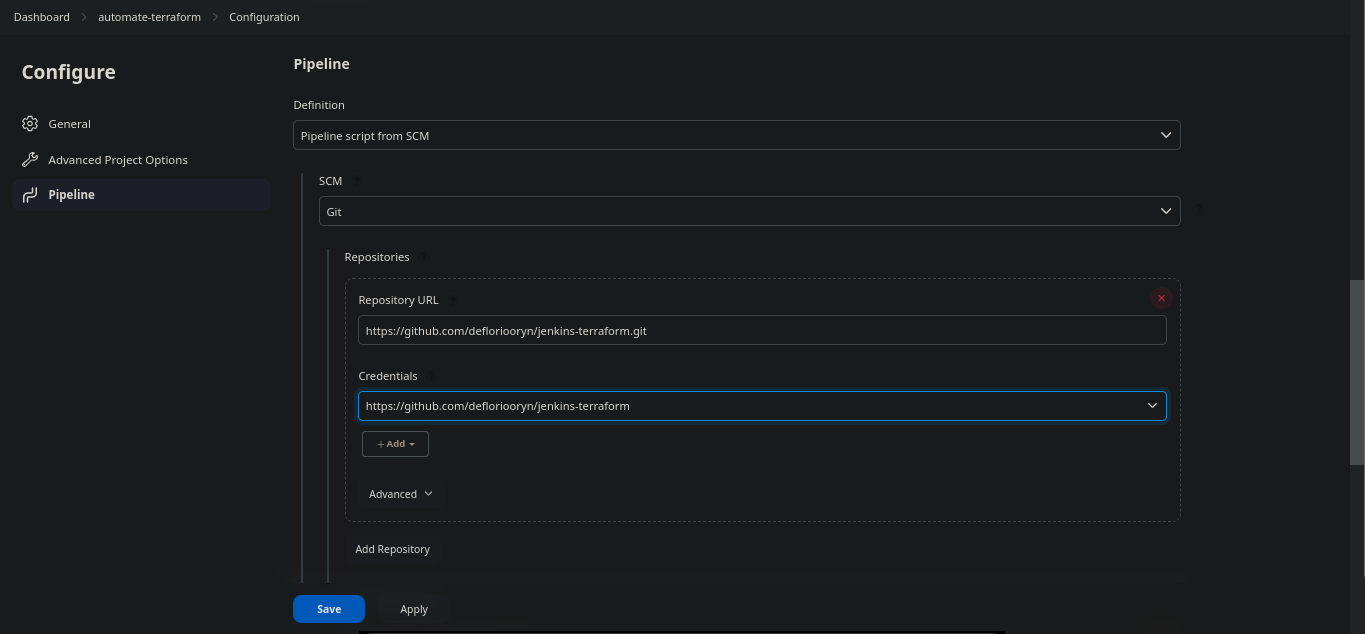 Dashboard > automate-terraform > Configuration
Configure
General
Advanced Project Options
Pipeline
Pipeline
Definition
Pipeline script from SCM
SCM ?
Git
Repositories ?
Repository URL ?
https://github.com/defloriooryn/jenkins-terraform.git
Credentials ?
https://github.com/defloriooryn/jenkins-terraform
+ Add
Advanced
Add Repository
Save
Apply